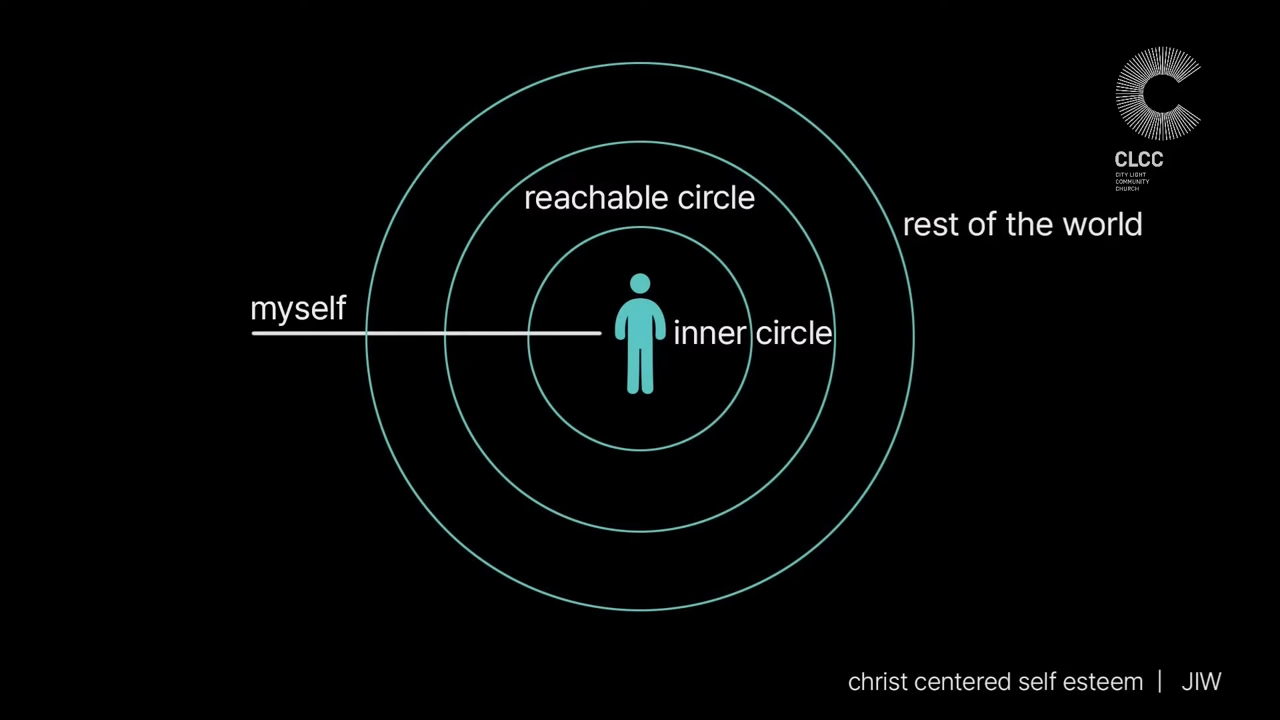 CLCC
CITY LIGHT
COMMUNITY
CHURCH
reachable circle
rest of the world
myself
inner circle
christ centered self esteem | JIW